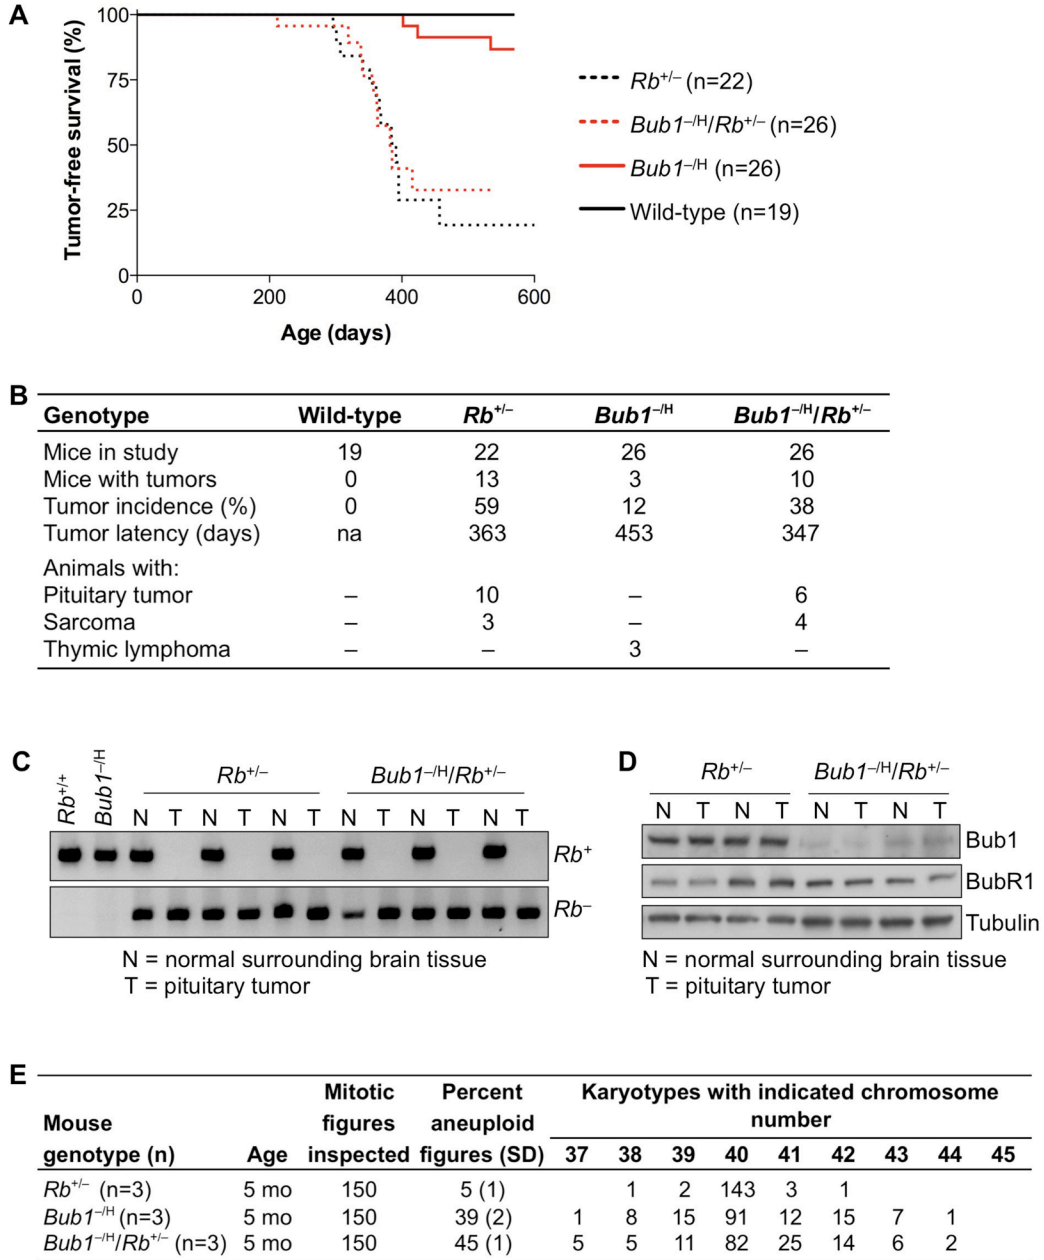 A
Tumor-free survival (%)
100
75
50
25
0
0 200 400 600
Age (days)
Rb+/– (n=22)
Bub1–/H/Rb+/– (n=26)
Bub1–/H (n=26)
Wild-type (n=19)
B
Genotype Wild-type Rb+/– Bub1–/H Bub1–/H/Rb+/–
Mice in study 19 22 26 26
Mice with tumors 0 13 3 10
Tumor incidence (%) 0 59 12 38
Tumor latency (days) na 363 453 347
Animals with:
Pituitary tumor – 10 – 6
Sarcoma – 3 – 4
Thymic lymphoma – – 3 –
C
Rb+/+ Bub1–/H Rb+/– Bub1–/H/Rb+/–
N T N T N T N T N T N T
Rb+
Rb–
N = normal surrounding brain tissue
T = pituitary tumor
D
Rb+/– Bub1–/H/Rb+/–
N T N T N T N T
Bub1
BubR1
Tubulin
N = normal surrounding brain tissue
T = pituitary tumor
E
Mouse genotype (n) Age Mitotic figures inspected Percent aneuploid figures (SD) Karyotypes with indicated chromosome number
37 38 39 40 41 42 43 44 45
Rb+/– (n=3) 5 mo 150 5 (1) 1 2 143 3 1
Bub1–/H (n=3) 5 mo 150 39 (2) 1 8 15 91 12 15 7 1
Bub1–/H/Rb+/– (n=3) 5 mo 150 45 (1) 5 5 11 82 25 14 6 2